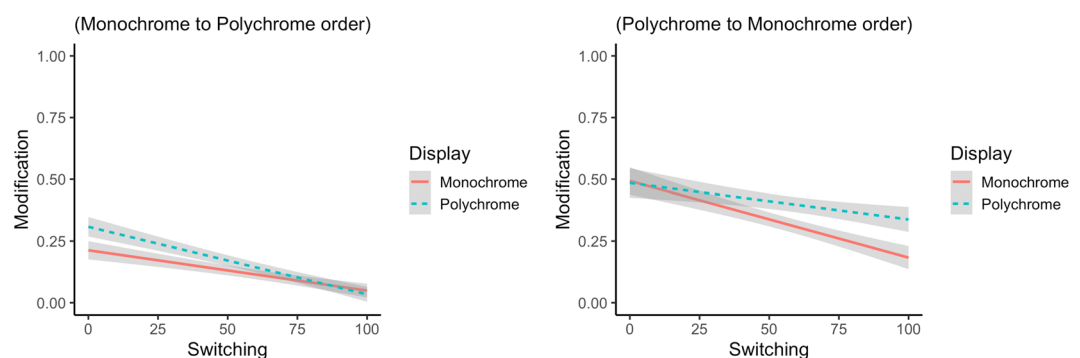 (Monochrome to Polychrome order)
1.00
0.75
0.50
0.25
0.00
Modification
0 25 50 75 100
Switching
Display
Monochrome
Polychrome
(Polychrome to Monochrome order)
1.00
0.75
0.50
0.25
0.00
Modification
0 25 50 75 100
Switching
Display
Monochrome
Polychrome